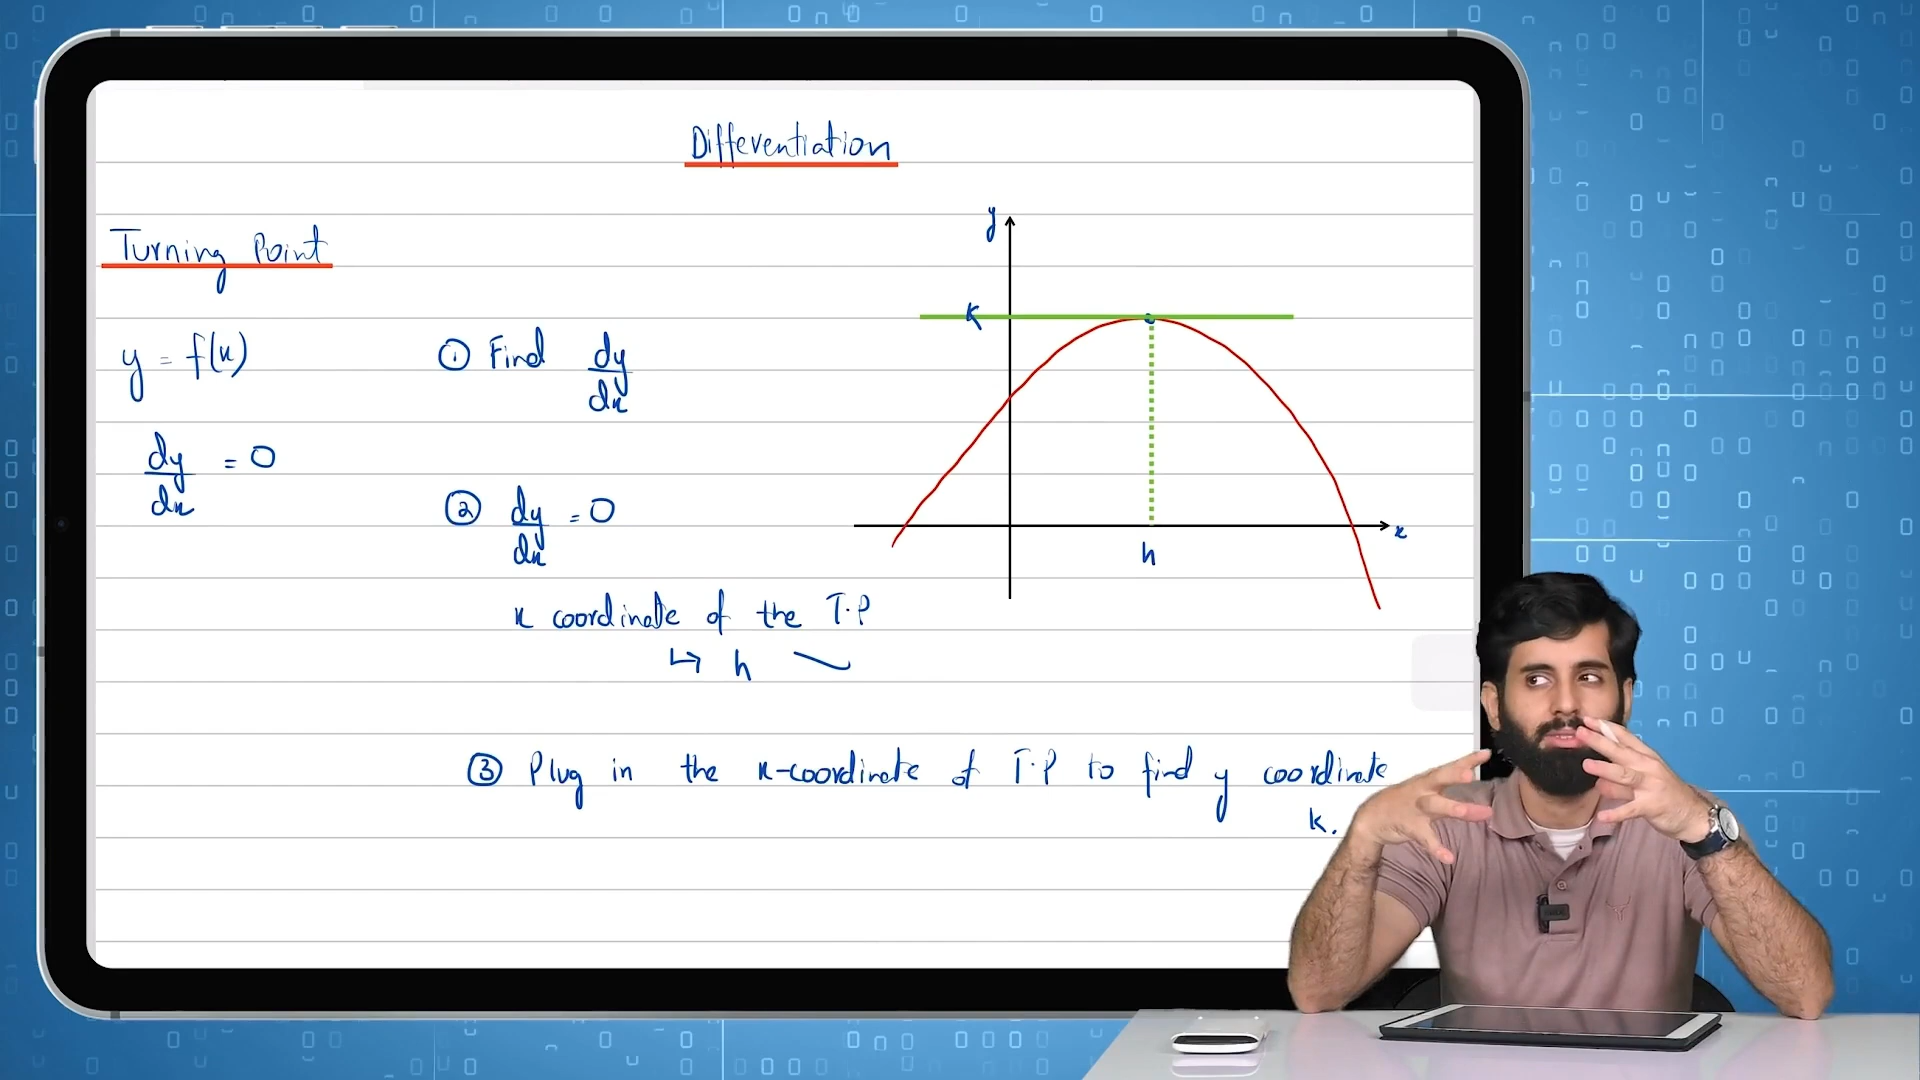 Differentiation
Turning Point
y = f(x)
dy/dx = 0
① Find dy/dx
② dy/dx = 0
x coordinate of the T.P
↳ h
③ Plug in the x-coordinate of T.P to find y coordinate
k.
y
K
h
x